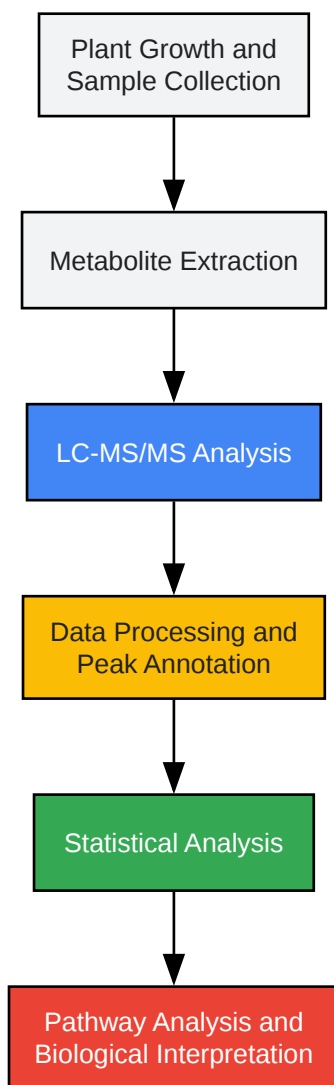 Plant Growth and
Sample Collection
Metabolite Extraction
LC-MS/MS Analysis
Data Processing and
Peak Annotation
Statistical Analysis
Pathway Analysis and
Biological Interpretation